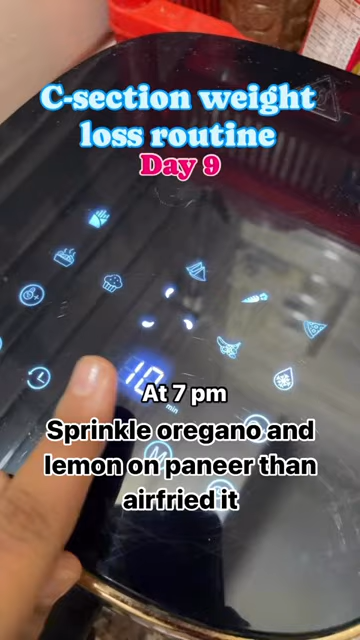 C-section weight
loss routine
Day 9
10
min
At 7 pm
Sprinkle oregano and
lemon on paneer than
airfried it
M